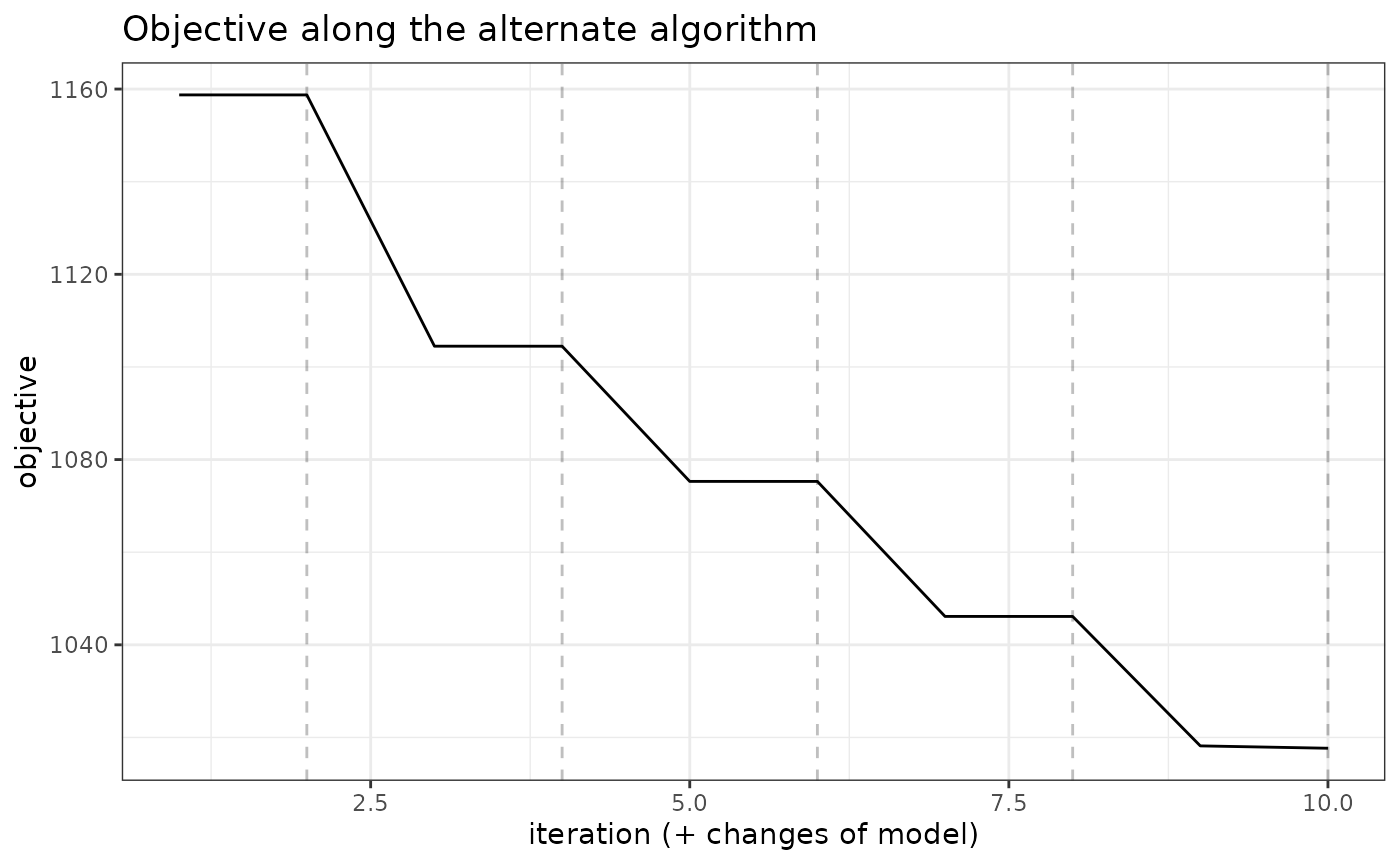 Objective along the alternate algorithm
1160
1120
1080
1040
objective
2.5 5.0 7.5 10.0
iteration (+ changes of model)